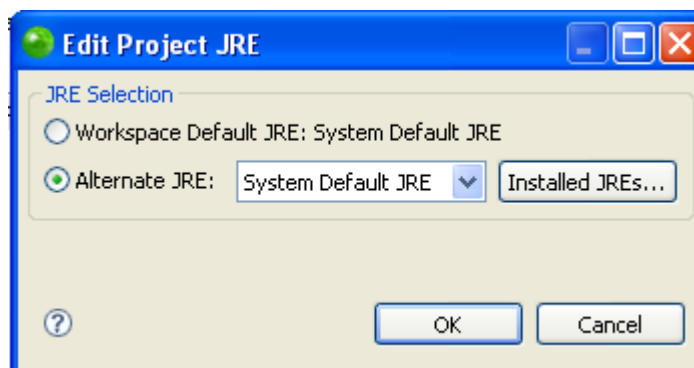 Edit Project JRE
JRE Selection
Workspace Default JRE: System Default JRE
Alternate JRE: System Default JRE Installed JREs...
? OK Cancel